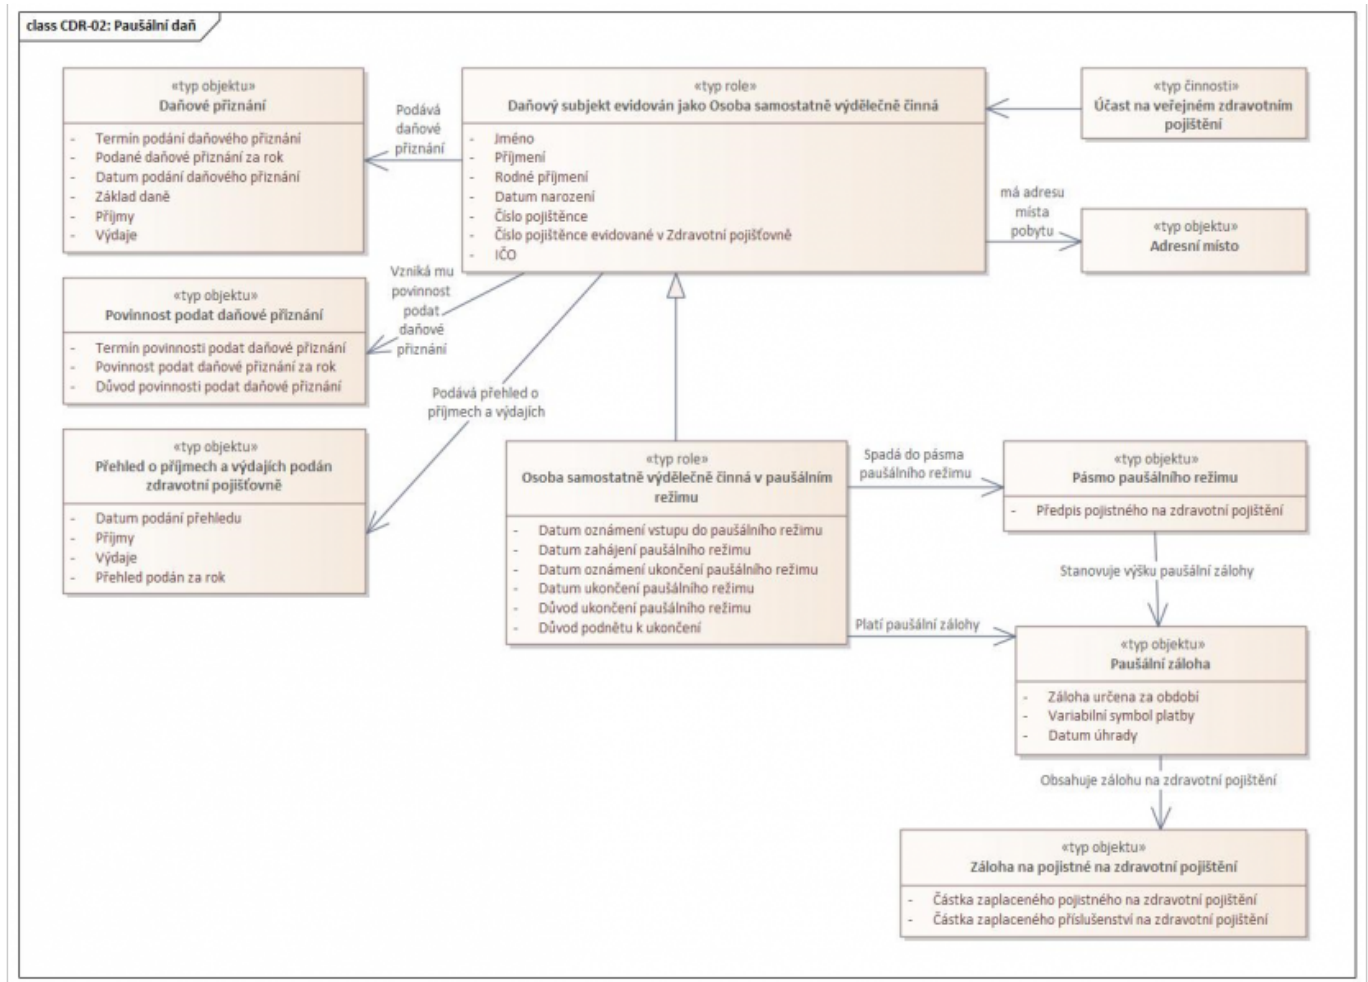 class CDR-02: Paušální daň
«typ objektu»
Daňové přiznání
- Termín podání daňového přiznání
- Podané daňové přiznání za rok
- Datum podání daňového přiznání
- Základ daně
- Příjmy
- Výdaje
Podává
daňové
přiznání
«typ role»
Daňový subjekt evidován jako Osoba samostatně výdělečně činná
- Jméno
- Příjmení
- Rodné příjmení
- Datum narození
- Číslo pojištěnce
- Číslo pojištěnce evidované v Zdravotní pojišťovně
- IČO
«typ činnosti»
Účast na veřejném zdravotním
pojištění
má adresu
místa
pobytu
«typ objektu»
Adresní místo
«typ objektu»
Povinnost podat daňové přiznání
- Termín povinnosti podat daňové přiznání
- Povinnost podat daňové přiznání za rok
- Důvod povinnosti podat daňové přiznání
Vzniká mu
povinnost
podat
daňové
přiznání
Podává přehled o
příjmech a výdajích
«typ objektu»
Přehled o příjmech a výdajích podán
zdravotní pojišťovně
- Datum podání přehledu
- Příjmy
- Výdaje
- Přehled podán za rok
«typ role»
Osoba samostatně výdělečně činná v paušálním
režimu
- Datum oznámení vstupu do paušálního režimu
- Datum zahájení paušálního režimu
- Datum oznámení ukončení paušálního režimu
- Datum ukončení paušálního režimu
- Důvod ukončení paušálního režimu
- Důvod podnětu k ukončení
Spadá do pásma
paušálního režimu
«typ objektu»
Pásmo paušálního režimu
- Předpis pojistného na zdravotní pojištění
Stanovuje výšku paušální zálohy
Platí paušální zálohy
«typ objektu»
Paušální záloha
- Záloha určena za období
- Variabilní symbol platby
- Datum úhrady
Obsahuje zálohu na zdravotní pojištění
«typ objektu»
Záloha na pojistné na zdravotní pojištění
- Částka zaplaceného pojistného na zdravotní pojištění
- Částka zaplaceného příslušenství na zdravotní pojištění